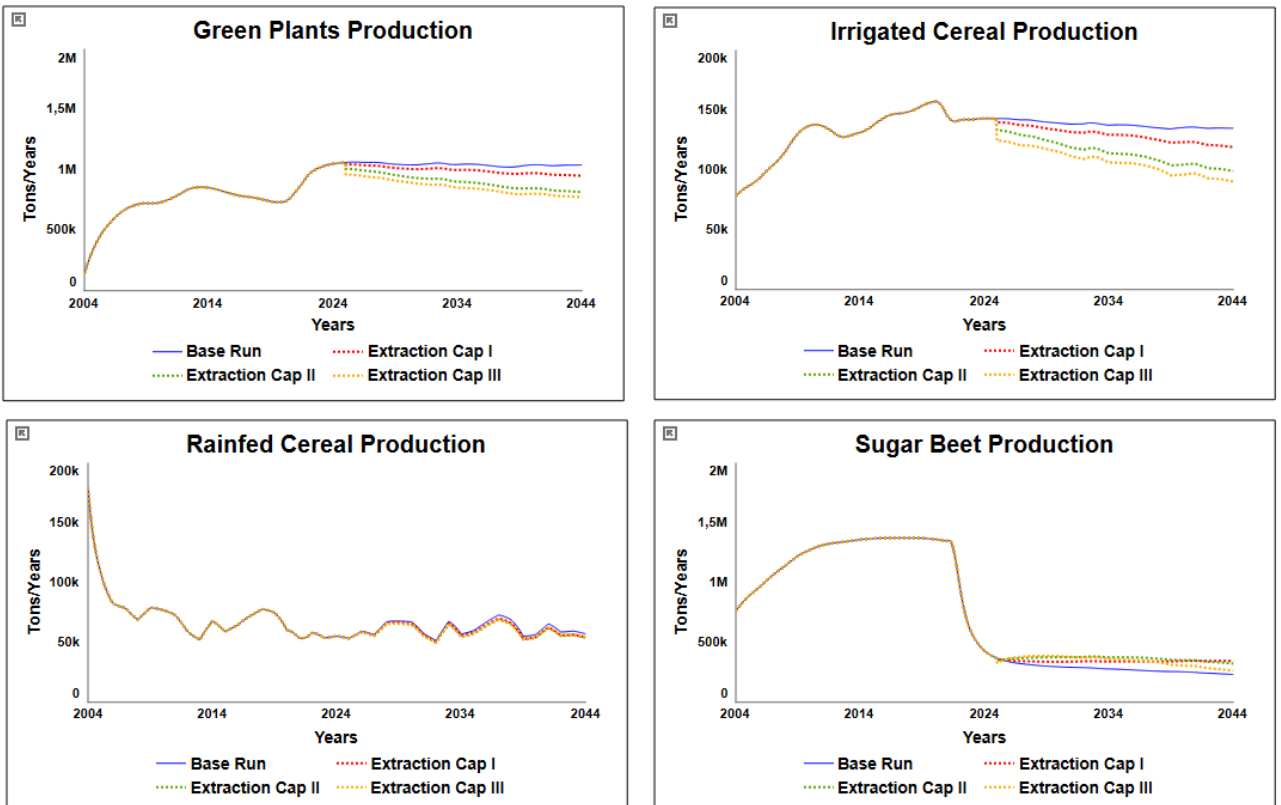 Green Plants Production
2M
1,5M
1M
500k
0
Tons/Years
2004 2014 2024 2034 2044
Years
Base Run Extraction Cap I
Extraction Cap II Extraction Cap III
Irrigated Cereal Production
200k
150k
100k
50k
0
Tons/Years
2004 2014 2024 2034 2044
Years
Base Run Extraction Cap I
Extraction Cap II Extraction Cap III
Rainfed Cereal Production
200k
150k
100k
50k
0
Tons/Years
2004 2014 2024 2034 2044
Years
Base Run Extraction Cap I
Extraction Cap II Extraction Cap III
Sugar Beet Production
2M
1,5M
1M
500k
0
Tons/Years
2004 2014 2024 2034 2044
Years
Base Run Extraction Cap I
Extraction Cap II Extraction Cap III